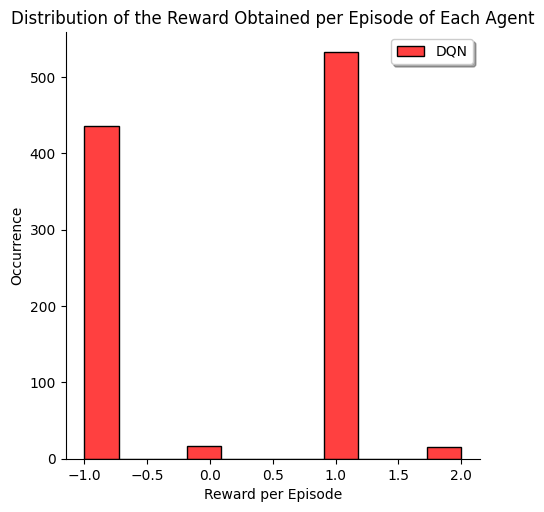 Distribution of the Reward Obtained per Episode of Each Agent
DQN
500
400
300
200
100
0
Occurrence
−1.0 −0.5 0.0 0.5 1.0 1.5 2.0
Reward per Episode